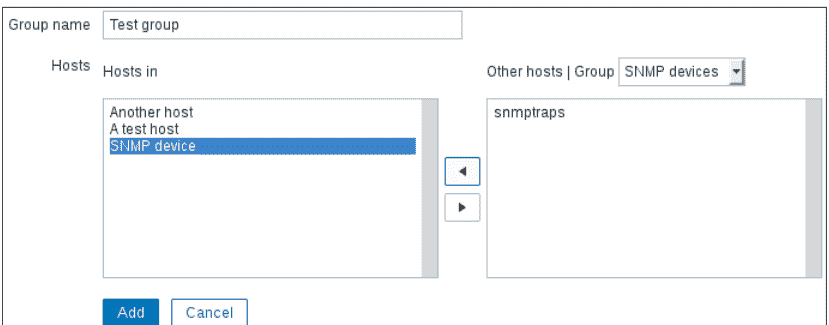 Group name Test group
Hosts Hosts in Other hosts | Group SNMP devices
Another host
A test host
SNMP device
snmptraps
Add Cancel